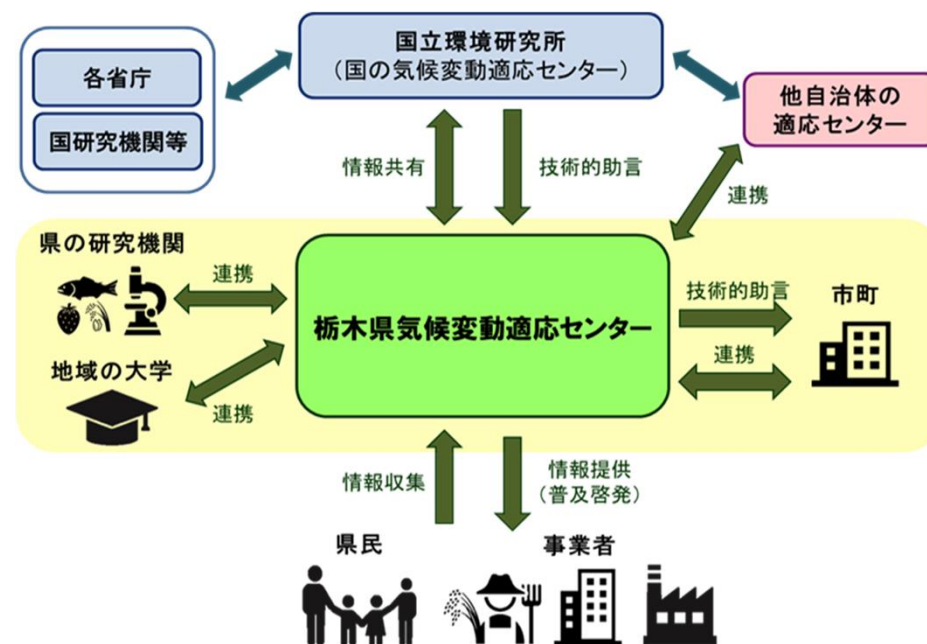 各省庁
国研究機関等
国立環境研究所
（国の気候変動適応センター）
他自治体の
適応センター
情報共有
技術的助言
連携
県の研究機関
連携
地域の大学
連携
栃木県気候変動適応センター
技術的助言
連携
市町
情報収集
情報提供
（普及啓発）
県民
事業者